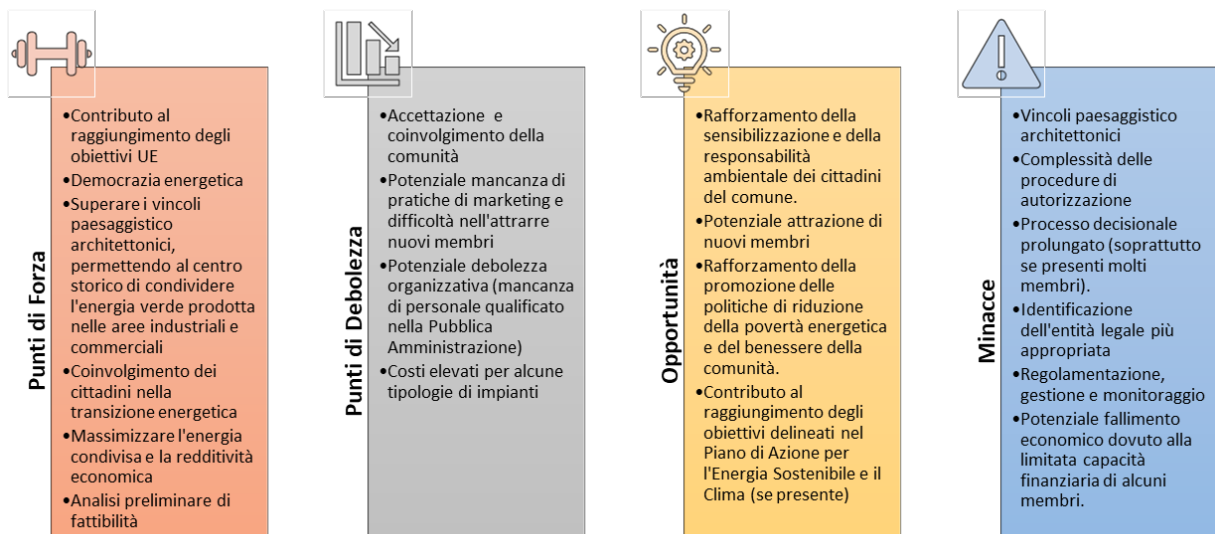 Punti di Forza
•Contributo al
raggiungimento degli
obiettivi UE
•Democrazia energetica
•Superare i vincoli
paesaggistico
architettonici,
permettendo al centro
storico di condividere
l'energia verde prodotta
nelle aree industriali e
commerciali
•Coinvolgimento dei
cittadini nella
transizione energetica
•Massimizzare l'energia
condivisa e la redditività
economica
•Analisi preliminare di
fattibilità
Punti di Debolezza
•Accettazione e
coinvolgimento della
comunità
•Potenziale mancanza di
pratiche di marketing e
difficoltà nell'attrarre
nuovi membri
•Potenziale debolezza
organizzativa (mancanza
di personale qualificato
nella Pubblica
Amministrazione)
•Costi elevati per alcune
tipologie di impianti
Opportunità
•Rafforzamento della
sensibilizzazione e della
responsabilità
ambientale dei cittadini
del comune.
•Potenziale attrazione di
nuovi membri
•Rafforzamento della
promozione delle
politiche di riduzione
della povertà energetica
e del benessere della
comunità.
•Contributo al
raggiungimento degli
obiettivi delineati nel
Piano di Azione per
l'Energia Sostenibile e il
Clima (se presente)
Minacce
•Vincoli paesaggistico
architettonici
•Complessità delle
procedure di
autorizzazione
•Processo decisionale
prolungato (soprattutto
se presenti molti
membri).
•Identificazione
dell'entità legale più
appropriata
•Regolamentazione,
gestione e monitoraggio
•Potenziale fallimento
economico dovuto alla
limitata capacità
finanziaria di alcuni
membri.